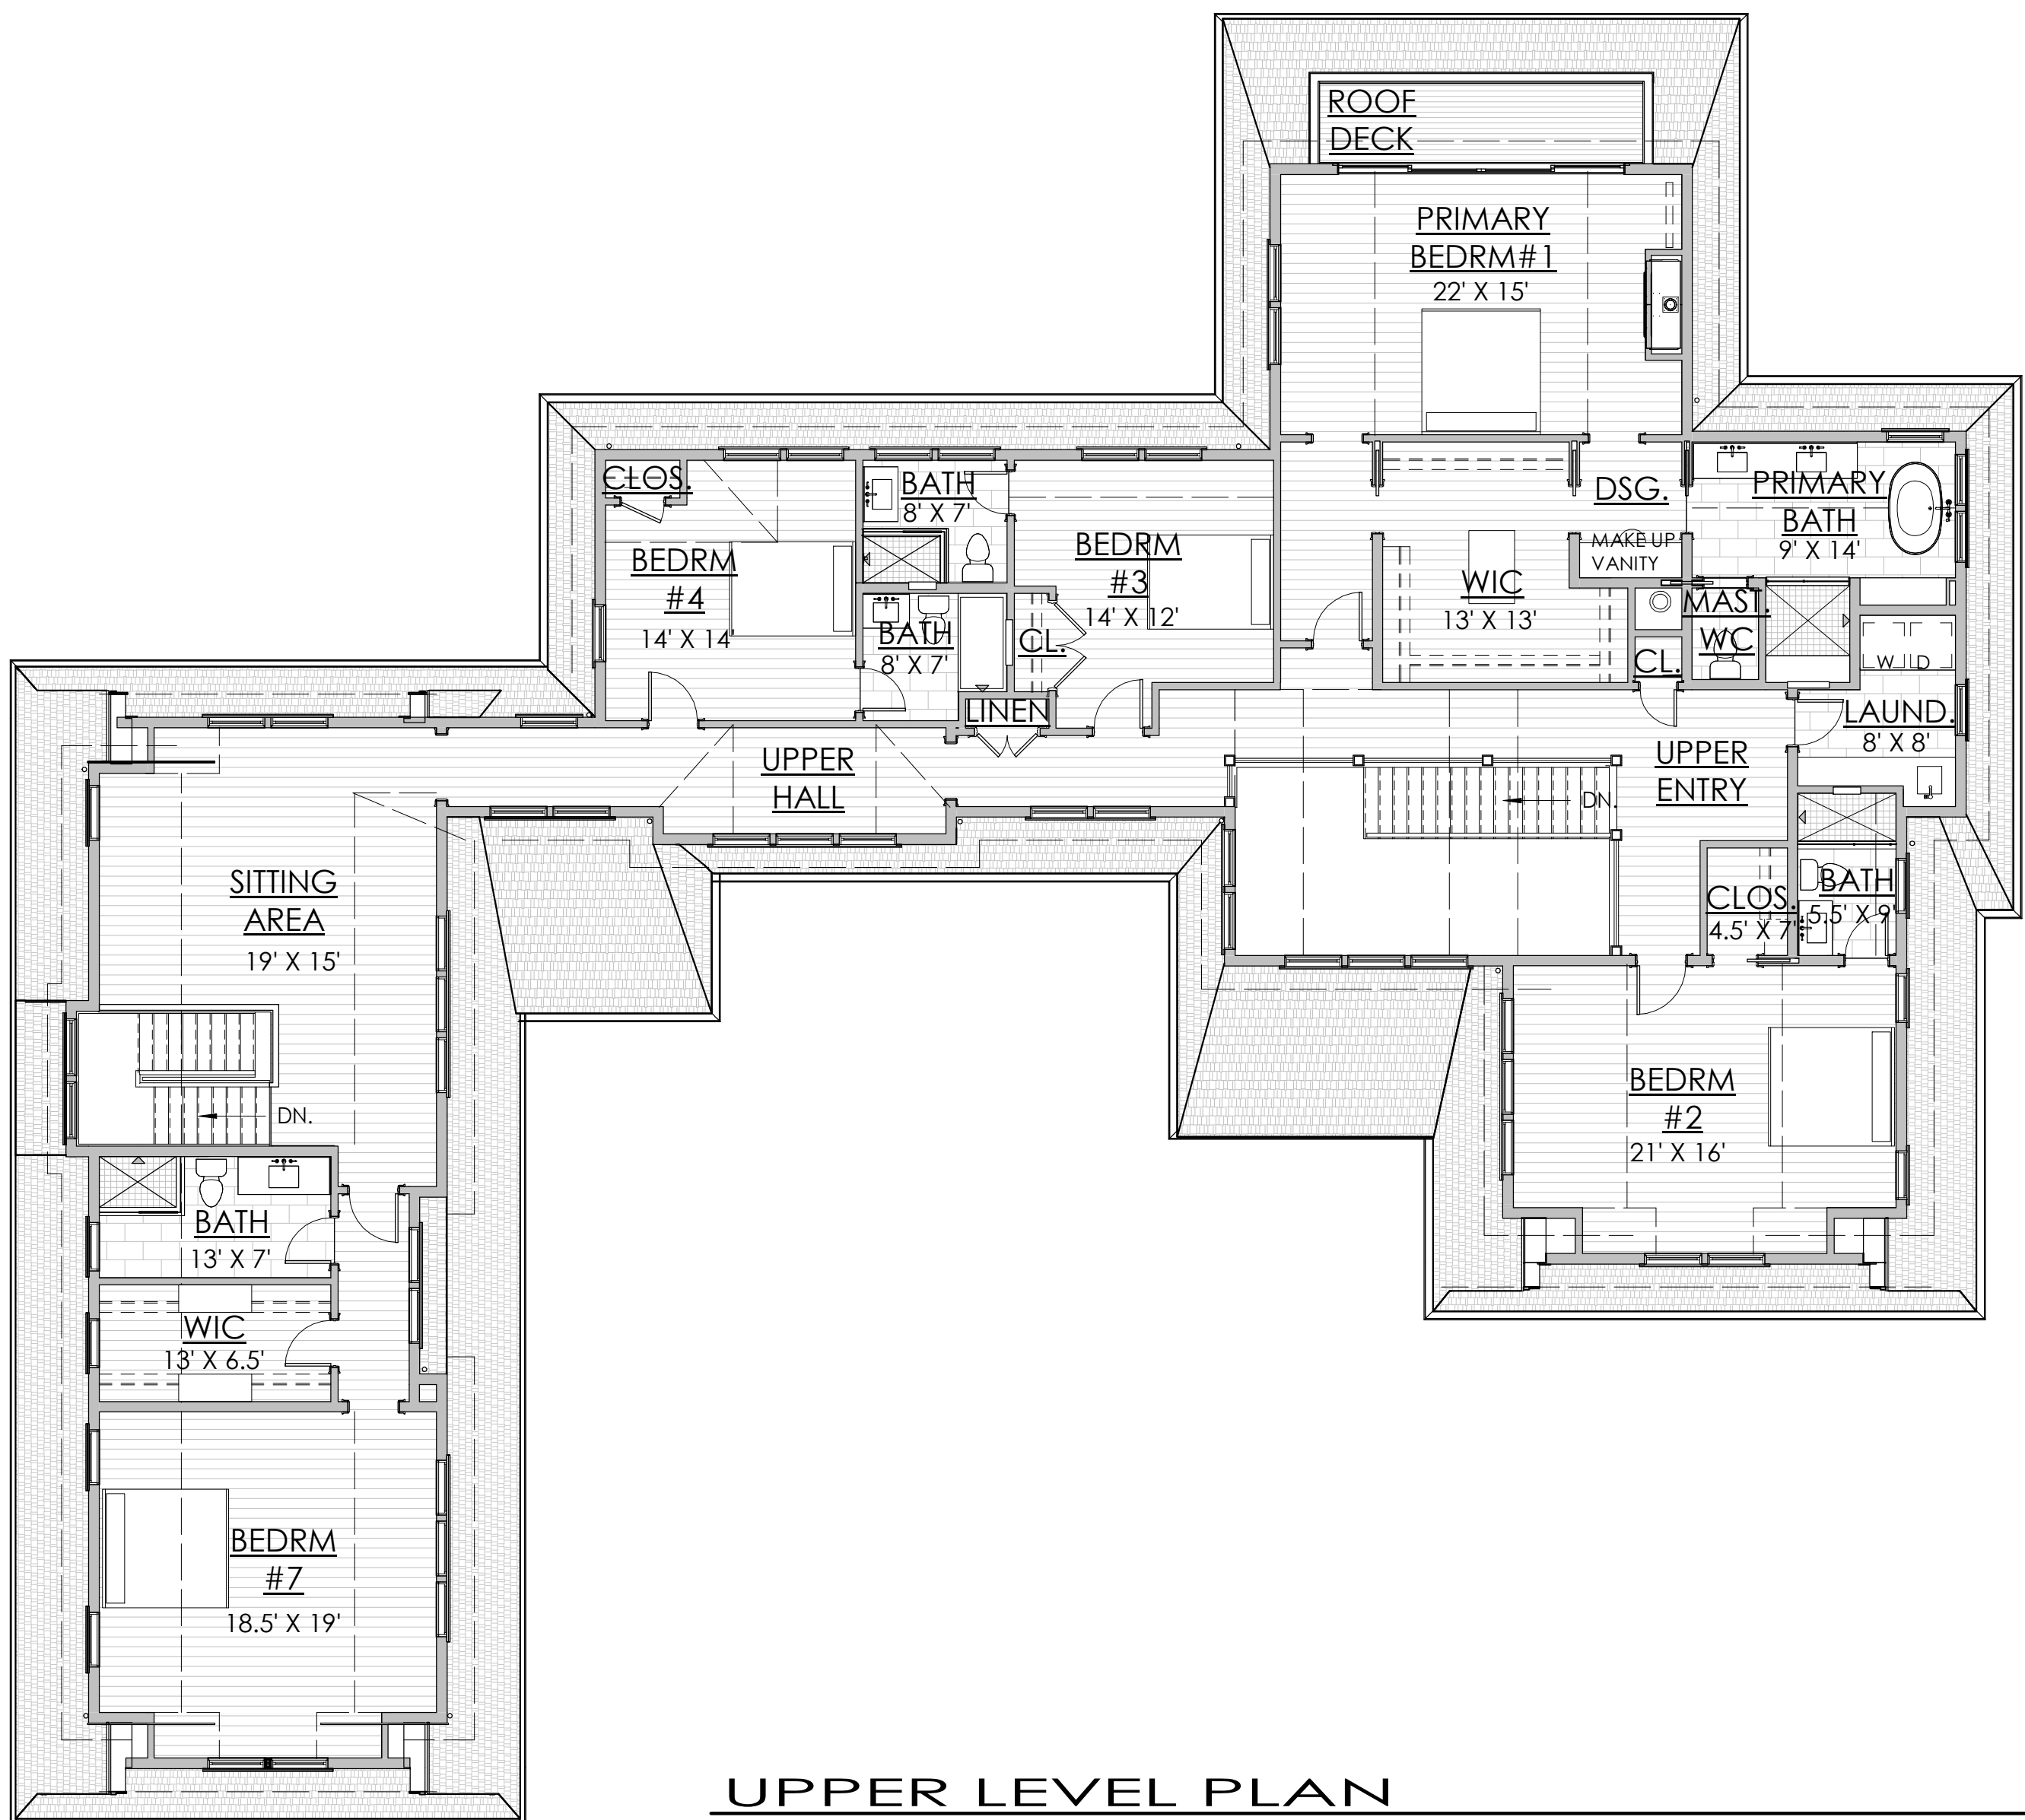 ROOF
DECK
PRIMARY
BEDRM#1
22' X 15'
CLOS.
BATH
8' X 7'
BEDRM
#4
14' X 14
BATH
8' X 7'
BEDRM
#3
14' X 12'
CL.
LINEN
DSG.
MAKE UP
VANITY
WIC
13' X 13'
PRIMARY
BATH
9' X 14'
MAST.
WC
CL.
W D
LAUND.
8' X 8'
UPPER
HALL
UPPER
ENTRY
DN.
SITTING
AREA
19' X 15'
DN.
CLOS.
4.5' X 7'
BATH
5.5' X 9'
BEDRM
#2
21' X 16'
BATH
13' X 7'
WIC
13' X 6.5'
BEDRM
#7
18.5' X 19'
UPPER LEVEL PLAN